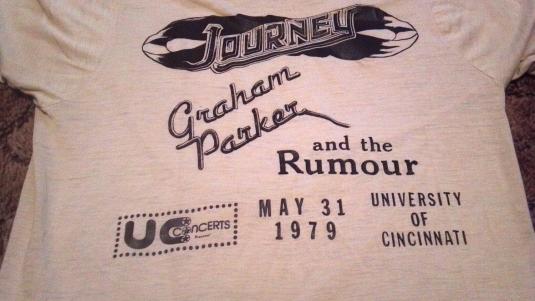 JOURNEY
Graham
Parker
and the
Rumour
UC CONCERTS
MAY 31
1979
UNIVERSITY
OF
CINCINNATI